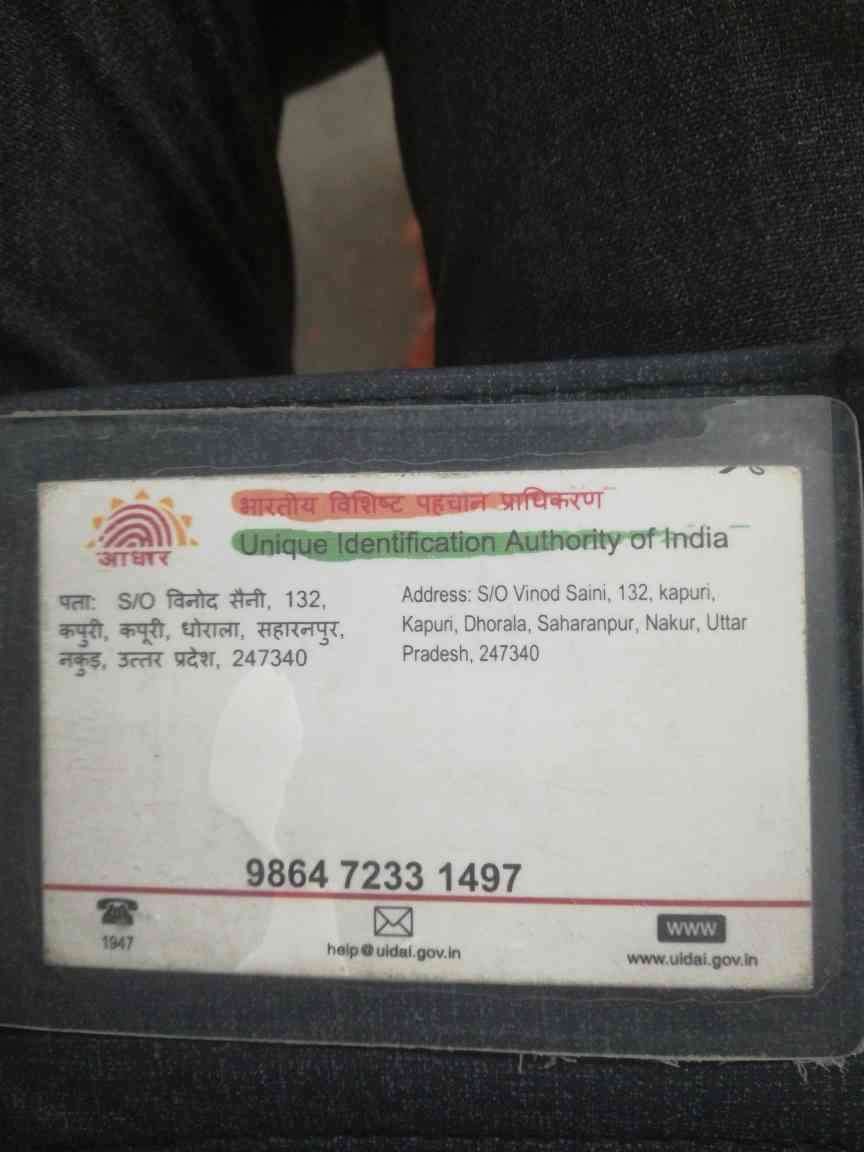 भारतीय विशिष्ट पहचान प्राधिकरण
Unique Identification Authority of India
आधार
पता: S/O विनोद सैनी, 132,
कपुरी, कपूरी, धोराला, सहारनपुर,
नकुड़, उत्तर प्रदेश, 247340
Address: S/O Vinod Saini, 132, kapuri,
Kapuri, Dhorala, Saharanpur, Nakur, Uttar
Pradesh, 247340
9864 7233 1497
1947
help@uidai.gov.in
www
www.uidai.gov.in